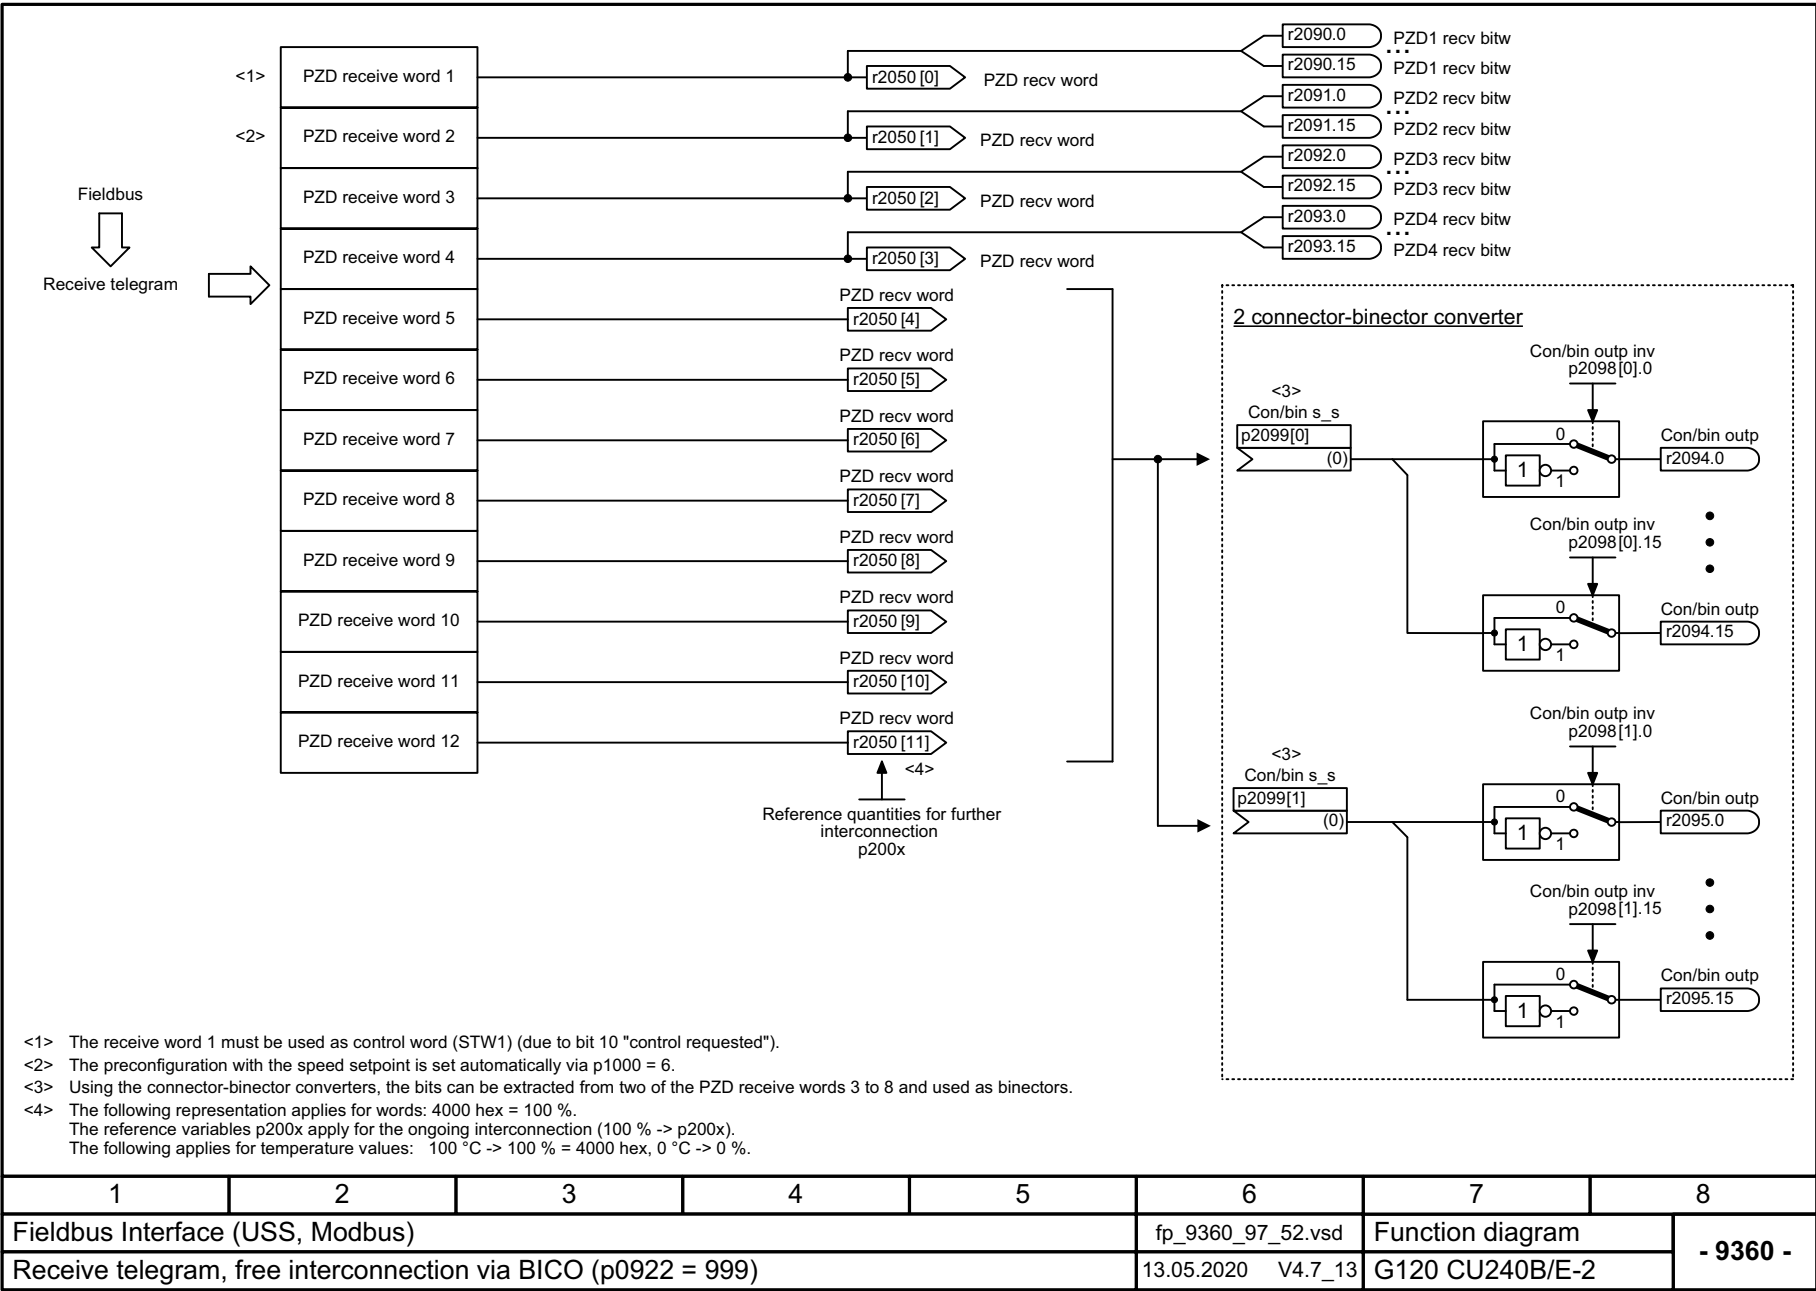 r2090.0
PZD1 recv bitw
...
<1>
PZD receive word 1
r2050 [0]
PZD recv word
r2090.15
PZD1 recv bitw
r2091.0
PZD2 recv bitw
...
<2>
PZD receive word 2
r2050 [1]
PZD recv word
r2091.15
PZD2 recv bitw
r2092.0
PZD3 recv bitw
...
Fieldbus
PZD receive word 3
r2050 [2]
PZD recv word
r2092.15
PZD3 recv bitw
r2093.0
PZD4 recv bitw
...
Receive telegram
PZD receive word 4
r2050 [3]
PZD recv word
r2093.15
PZD4 recv bitw
PZD recv word
PZD receive word 5
r2050 [4]
PZD recv word
PZD receive word 6
r2050 [5]
PZD recv word
PZD receive word 7
r2050 [6]
PZD recv word
PZD receive word 8
r2050 [7]
PZD recv word
PZD receive word 9
r2050 [8]
PZD recv word
PZD receive word 10
r2050 [9]
PZD recv word
PZD receive word 11
r2050 [10]
PZD recv word
PZD receive word 12
r2050 [11]
<4>
Reference quantities for further
interconnection
p200x
2 connector-binector converter
Con/bin outp inv
p2098[0].0
<3>
Con/bin s_s
p2099[0]
(0)
0
1
1
Con/bin outp
r2094.0
Con/bin outp inv
p2098[0].15
0
1
1
Con/bin outp
r2094.15
Con/bin outp inv
p2098[1].0
<3>
Con/bin s_s
p2099[1]
(0)
0
1
1
Con/bin outp
r2095.0
Con/bin outp inv
p2098[1].15
0
1
1
Con/bin outp
r2095.15
<1> The receive word 1 must be used as control word (STW1) (due to bit 10 "control requested").
<2> The preconfiguration with the speed setpoint is set automatically via p1000 = 6.
<3> Using the connector-binector converters, the bits can be extracted from two of the PZD receive words 3 to 8 and used as binectors.
<4> The following representation applies for words: 4000 hex = 100 %.
The reference variables p200x apply for the ongoing interconnection (100 % -> p200x).
The following applies for temperature values: 100 °C -> 100 % = 4000 hex, 0 °C -> 0 %.
1 2 3 4 5 6 7 8
Fieldbus Interface (USS, Modbus)
fp_9360_97_52.vsd
Function diagram
- 9360 -
Receive telegram, free interconnection via BICO (p0922 = 999)
13.05.2020 V4.7_13
G120 CU240B/E-2